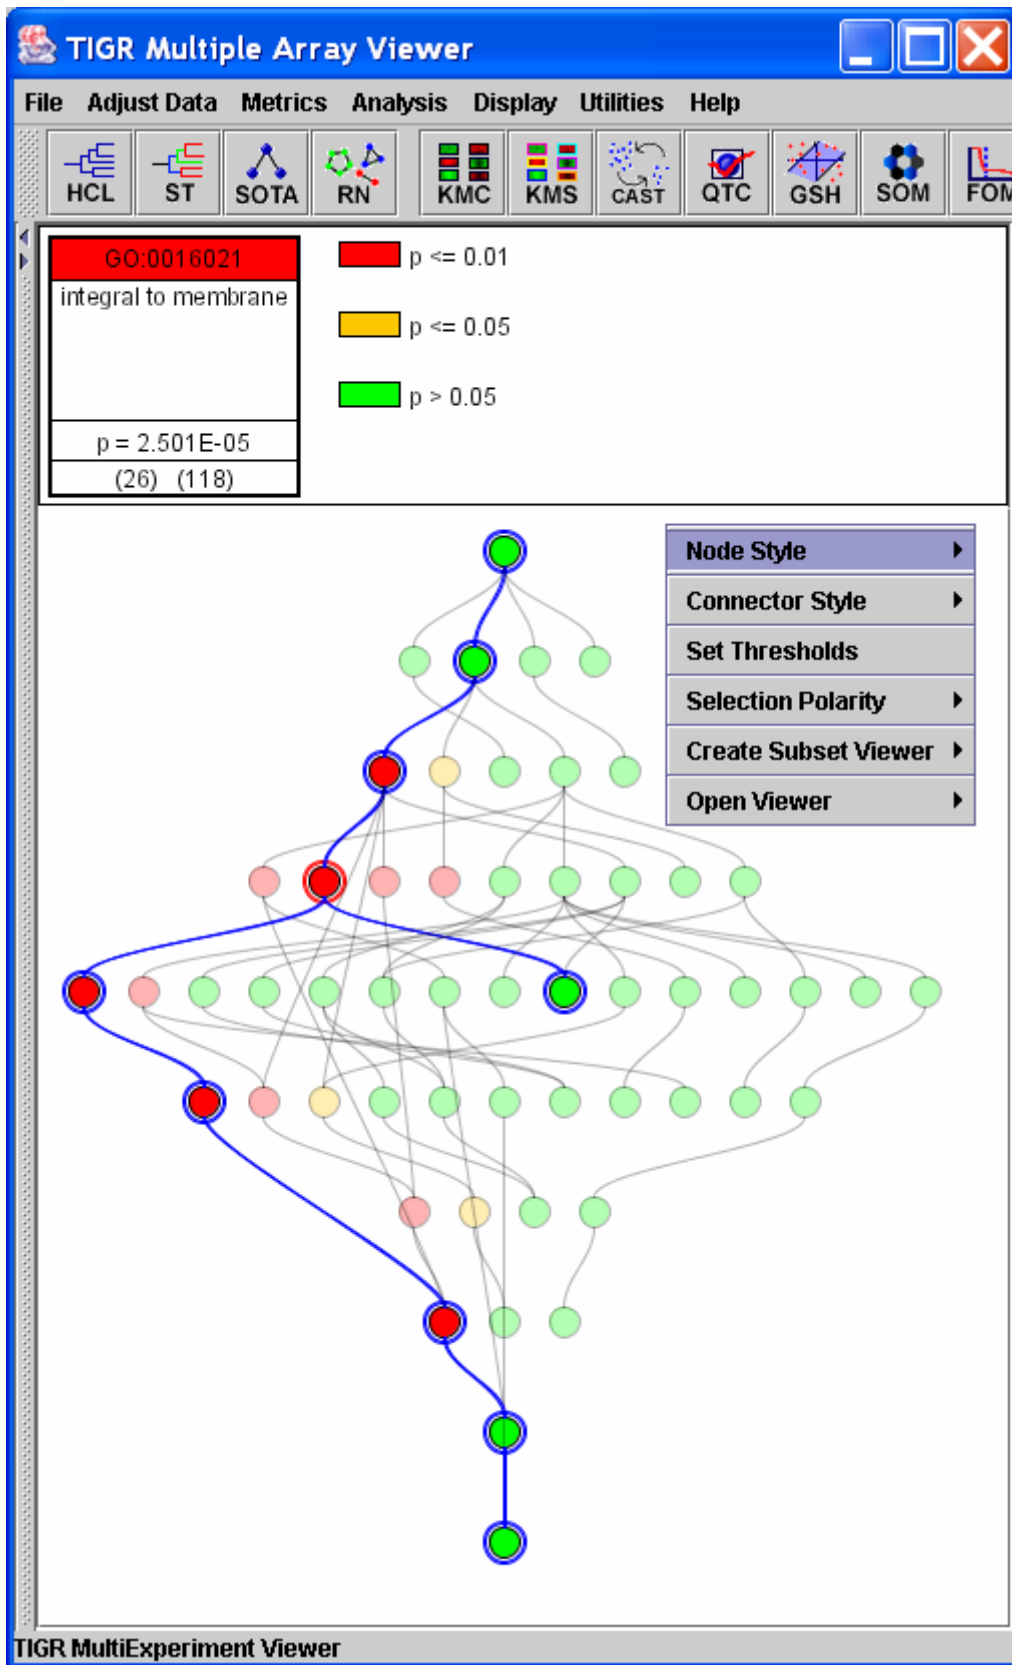 TIGR Multiple Array Viewer
File Adjust Data Metrics Analysis Display Utilities Help
HCL ST SOTA RN KMC KMS CAST QTC GSH SOM FOM
GO:0016021
integral to membrane
p = 2.501E-05
(26) (118)
p <= 0.01
p <= 0.05
p > 0.05
Node Style
Connector Style
Set Thresholds
Selection Polarity
Create Subset Viewer
Open Viewer
TIGR MultiExperiment Viewer